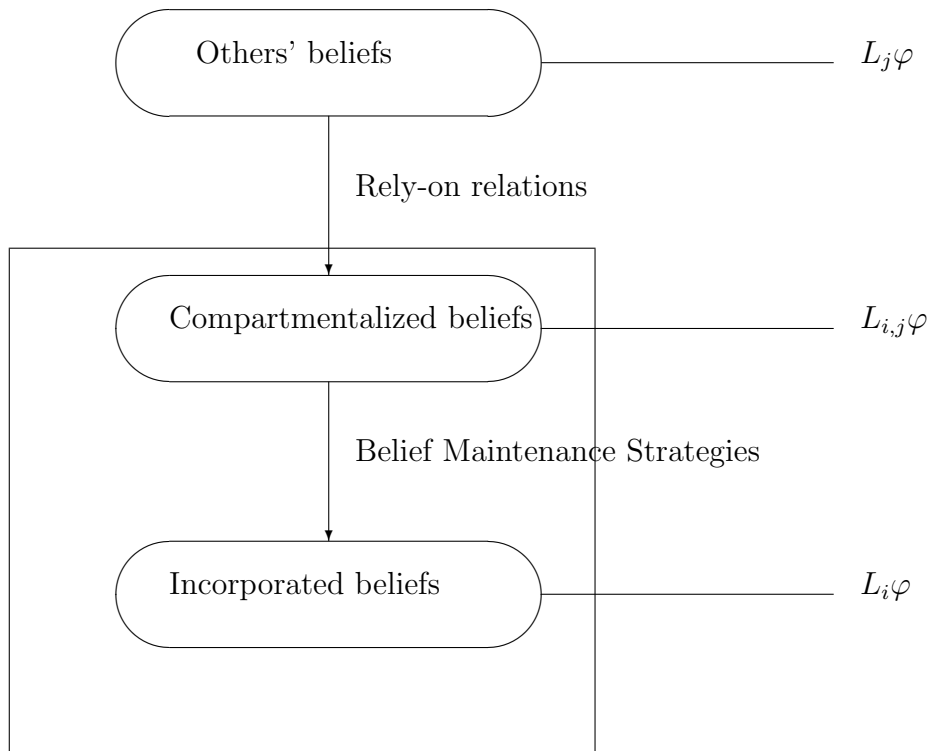 Others’ beliefs
L_jφ
Rely-on relations
Compartmentalized beliefs
L_{i,j}φ
Belief Maintenance Strategies
Incorporated beliefs
L_iφ